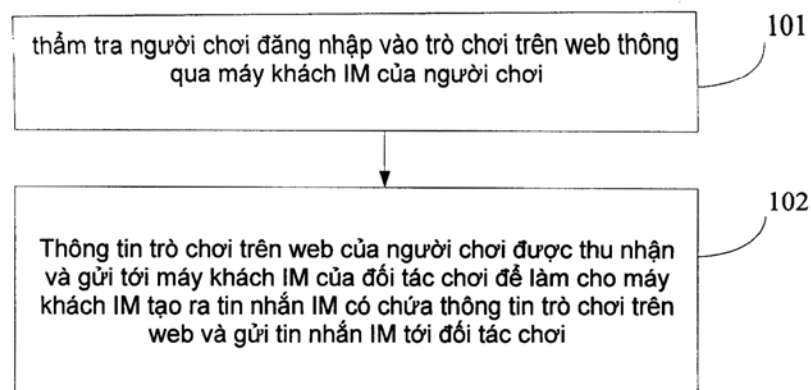 thẩm tra người chơi đăng nhập vào trò chơi trên web thông
qua máy khách IM của người chơi
101
Thông tin trò chơi trên web của người chơi được thu nhận
và gửi tới máy khách IM của đối tác chơi để làm cho máy
khách IM tạo ra tin nhắn IM có chứa thông tin trò chơi trên
web và gửi tin nhắn IM tới đối tác chơi
102